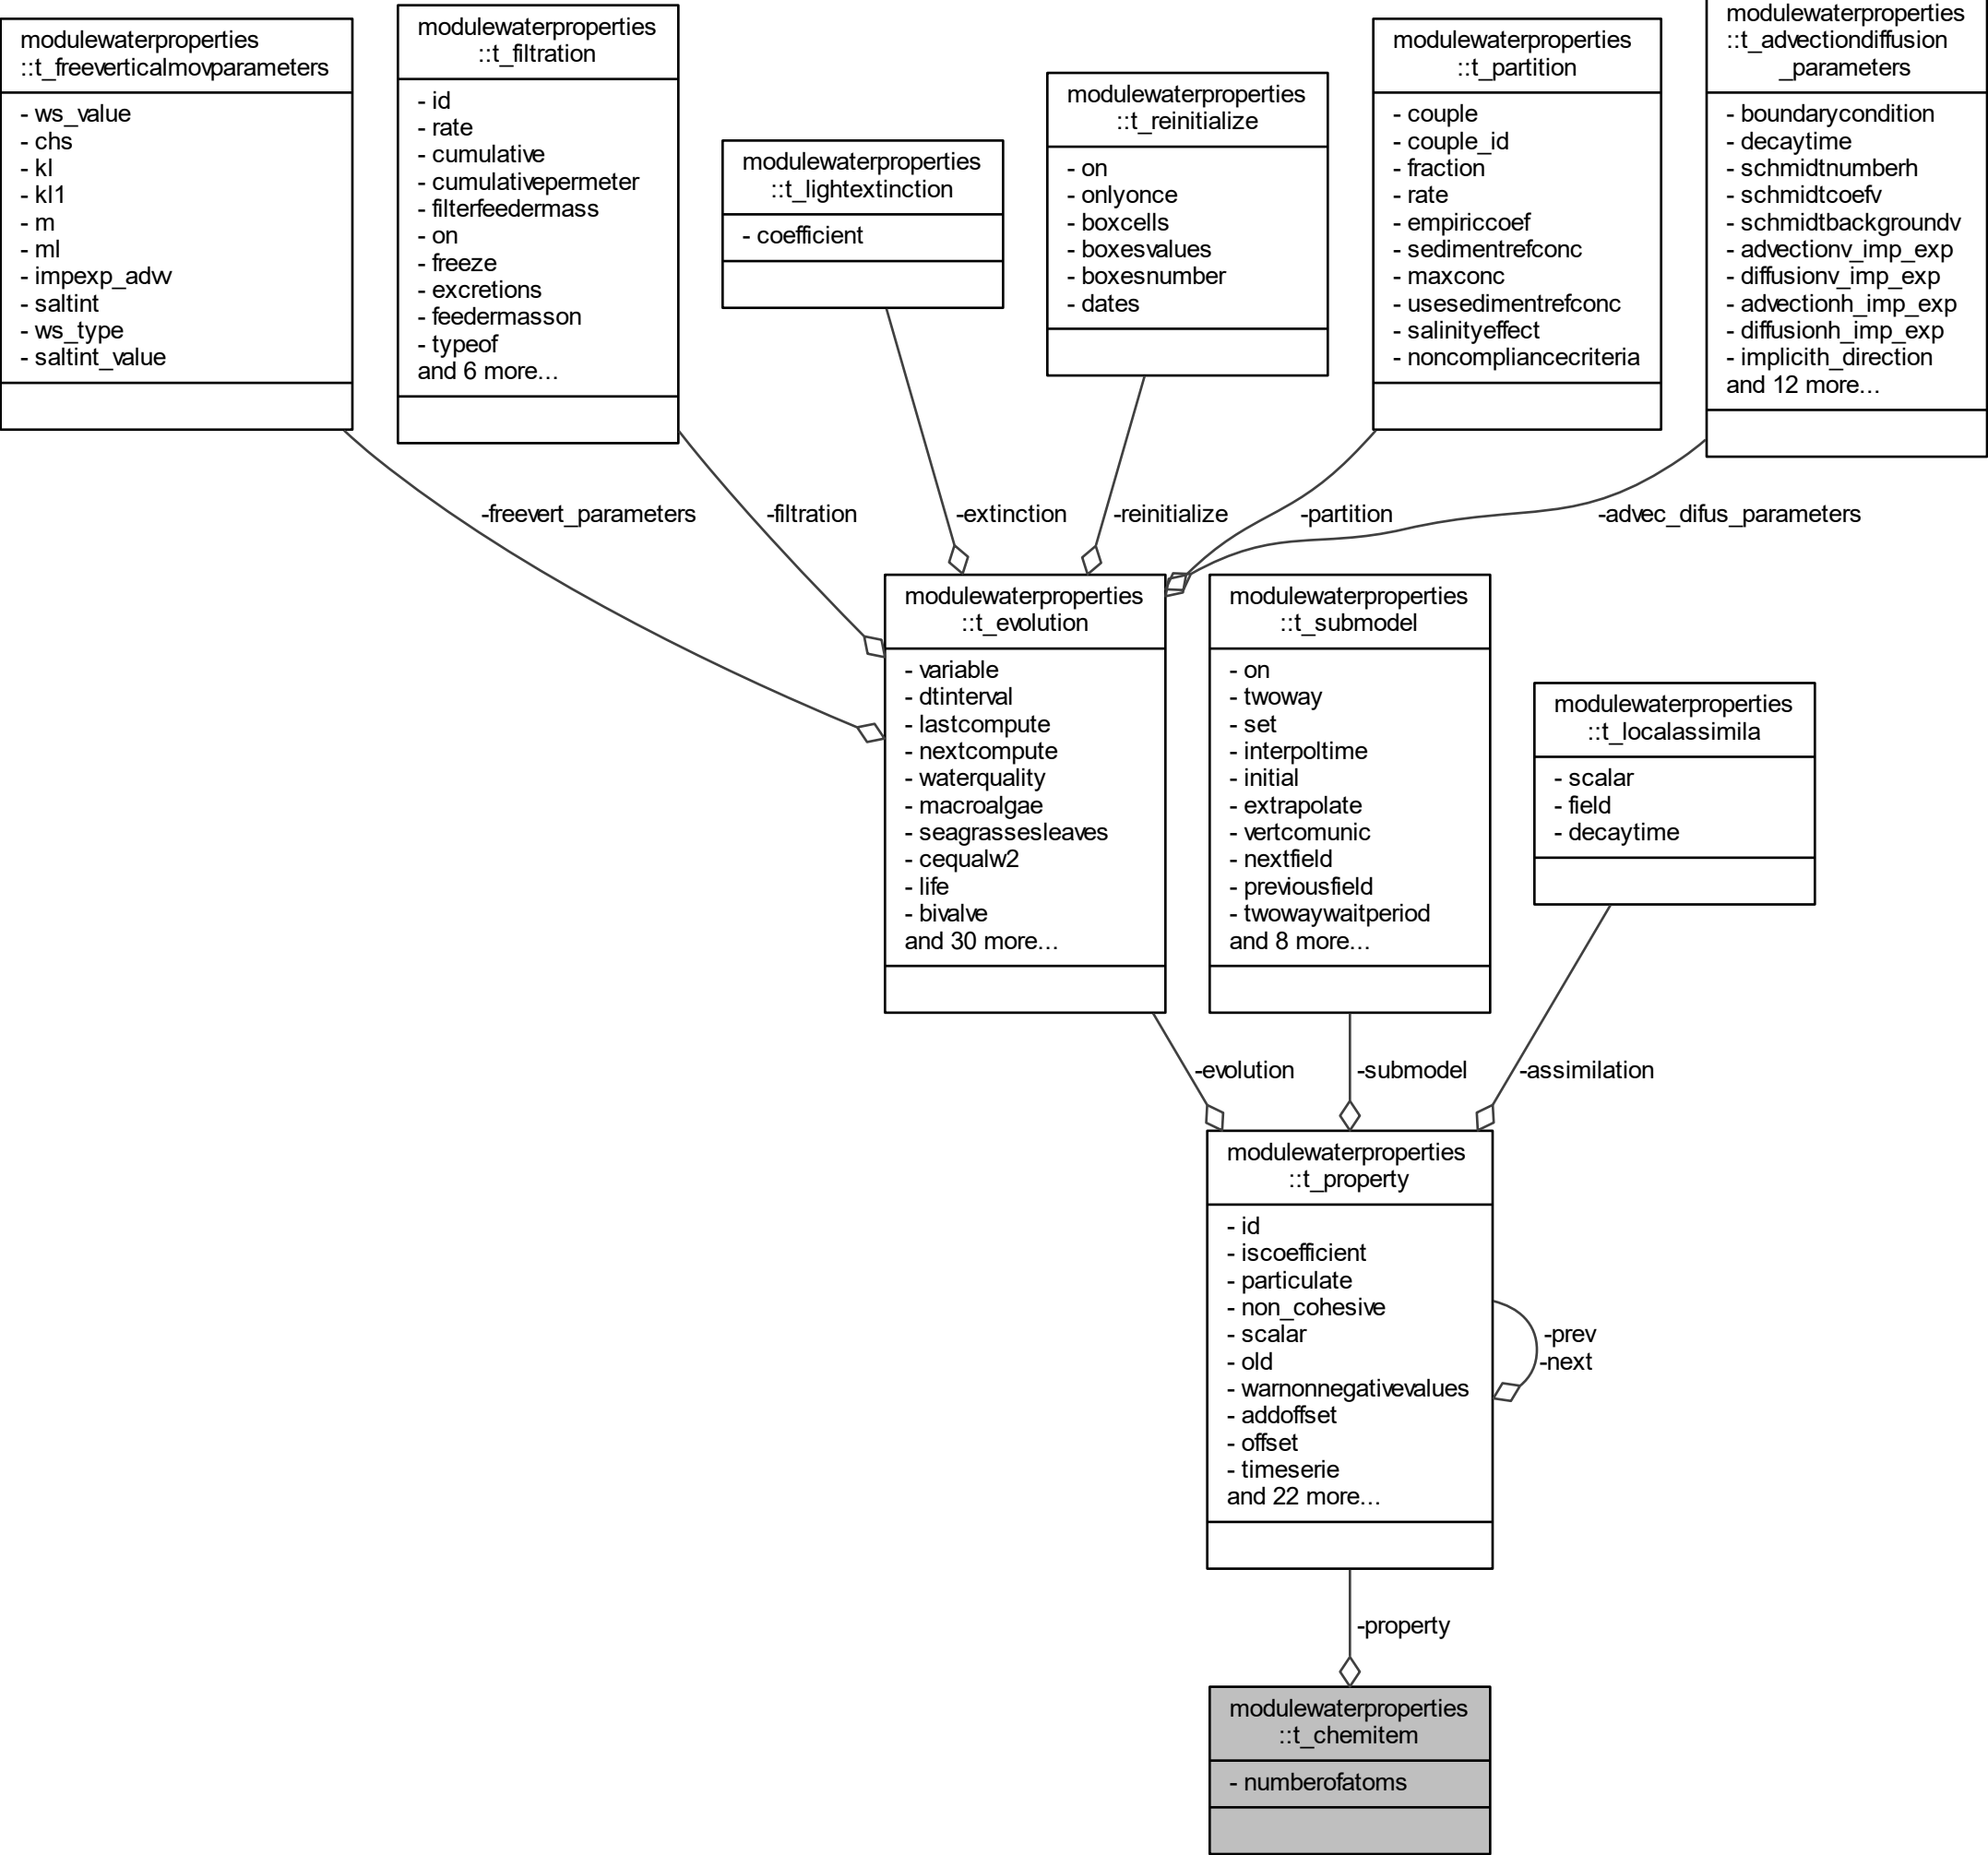 modulewaterproperties
::t_freeverticalmovparameters
- ws_value
- chs
- kl
- kl1
- m
- ml
- impexp_advv
- saltint
- ws_type
- saltint_value
modulewaterproperties
::t_filtration
- id
- rate
- cumulative
- cumulativepermeter
- filterfeedermass
- on
- freeze
- excretions
- feedermasson
- typeof
and 6 more...
modulewaterproperties
::t_lightextinction
- coefficient
modulewaterproperties
::t_reinitialize
- on
- onlyonce
- boxcells
- boxesvalues
- boxesnumber
- dates
modulewaterproperties
::t_partition
- couple
- couple_id
- fraction
- rate
- empiriccoef
- sedimentrefconc
- maxconc
- usesedimentrefconc
- salinityeffect
- noncompliancecriteria
modulewaterproperties
::t_advectiondiffusion
_parameters
- boundarycondition
- decaytime
- schmidtnumberh
- schmidtcoefv
- schmidtbackgroundv
- advectionv_imp_exp
- diffusionv_imp_exp
- advectionh_imp_exp
- diffusionh_imp_exp
- implicith_direction
and 12 more...
-freevert_parameters
-filtration
-extinction
-reinitialize
-partition
-advec_difus_parameters
modulewaterproperties
::t_evolution
- variable
- dtinterval
- lastcompute
- nextcompute
- waterquality
- macroalgae
- seagrassesleaves
- cequalw2
- life
- bivalve
and 30 more...
modulewaterproperties
::t_submodel
- on
- twoway
- set
- interpoltime
- initial
- extrapolate
- vertcomunic
- nextfield
- previousfield
- twowaywaitperiod
and 8 more...
modulewaterproperties
::t_localassimila
- scalar
- field
- decaytime
-evolution
-submodel
-assimilation
modulewaterproperties
::t_property
- id
- iscoefficient
- particulate
- non_cohesive
- scalar
- old
- warnonnegativevalues
- addoffset
- offset
- timeserie
and 22 more...
-prev
-next
-property
modulewaterproperties
::t_chemitem
- numberofatoms